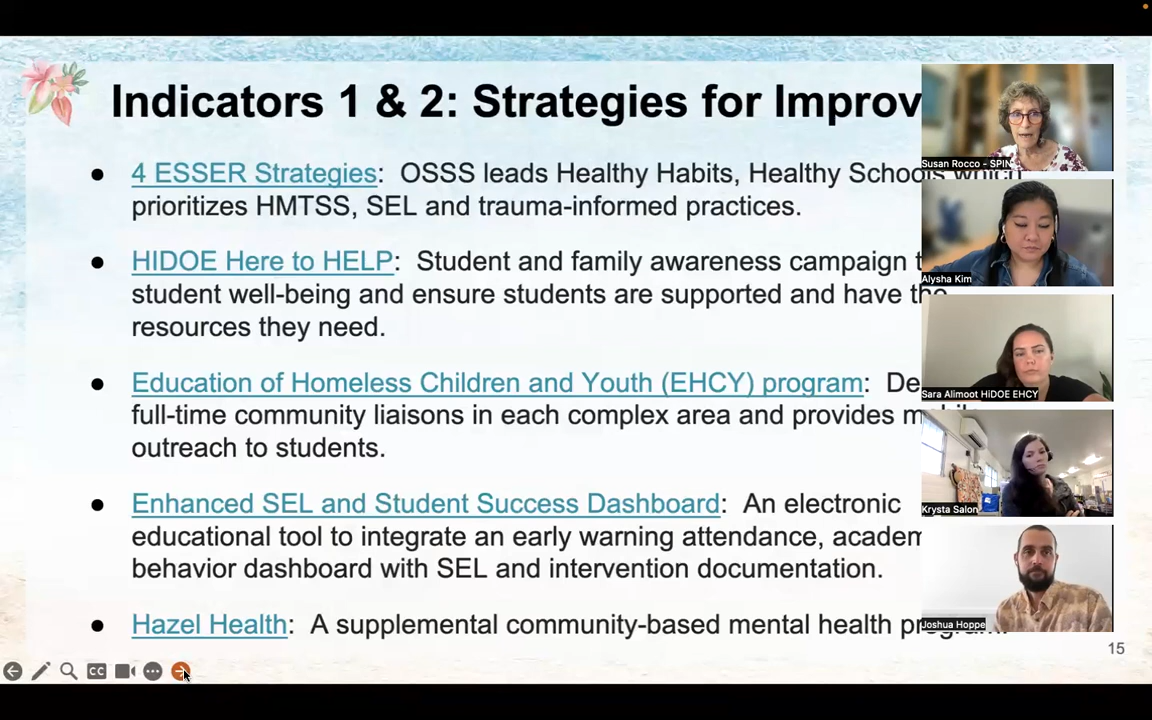 Indicators 1 & 2: Strategies for Improv
● 4 ESSER Strategies: OSSS leads Healthy Habits, Healthy Schools which
prioritizes HMTSS, SEL and trauma-informed practices.
● HIDOE Here to HELP: Student and family awareness campaign t
student well-being and ensure students are supported and have the
resources they need.
● Education of Homeless Children and Youth (EHCY) program: De
full-time community liaisons in each complex area and provides mobile
outreach to students.
● Enhanced SEL and Student Success Dashboard: An electronic
educational tool to integrate an early warning attendance, academ
behavior dashboard with SEL and intervention documentation.
● Hazel Health: A supplemental community-based mental health program.
15
CC
Susan Rocco - SPIN
Alysha Kim
Sara Alimoot HiDOE EHCY
Krysta Salon
Joshua Hoppe